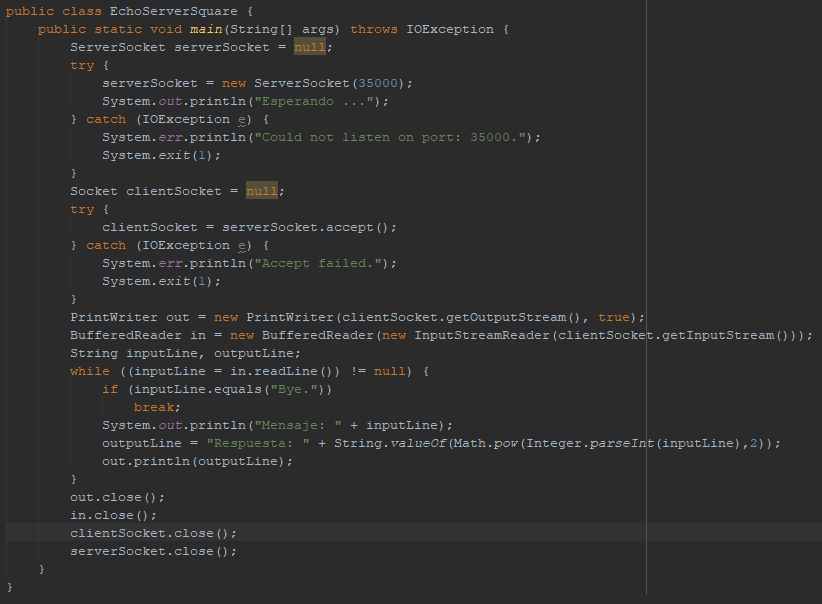 public class EchoServerSquare {
    public static void main(String[] args) throws IOException {
        ServerSocket serverSocket = null;
        try {
            serverSocket = new ServerSocket(35000);
            System.out.println("Esperando ...");
        } catch (IOException e) {
            System.err.println("Could not listen on port: 35000.");
            System.exit(1);
        }
        Socket clientSocket = null;
        try {
            clientSocket = serverSocket.accept();
        } catch (IOException e) {
            System.err.println("Accept failed.");
            System.exit(1);
        }
        PrintWriter out = new PrintWriter(clientSocket.getOutputStream(), true);
        BufferedReader in = new BufferedReader(new InputStreamReader(clientSocket.getInputStream()));
        String inputLine, outputLine;
        while ((inputLine = in.readLine()) != null) {
            if (inputLine.equals("Bye."))
                break;
            System.out.println("Mensaje: " + inputLine);
            outputLine = "Respuesta: " + String.valueOf(Math.pow(Integer.parseInt(inputLine),2));
            out.println(outputLine);
        }
        out.close();
        in.close();
        clientSocket.close();
        serverSocket.close();
    }
}